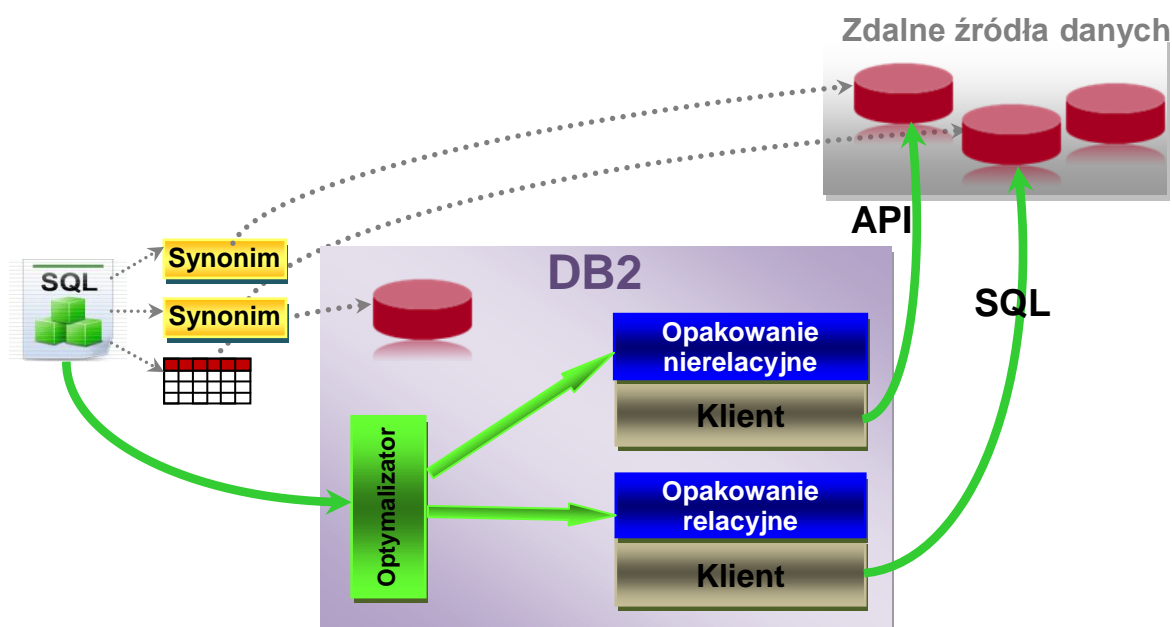 Zdalne źródła danych
API
SQL
Synonim
Synonim
SQL
DB2
Optymalizator
Opakowanie
nierelacyjne
Klient
Opakowanie
relacyjne
Klient